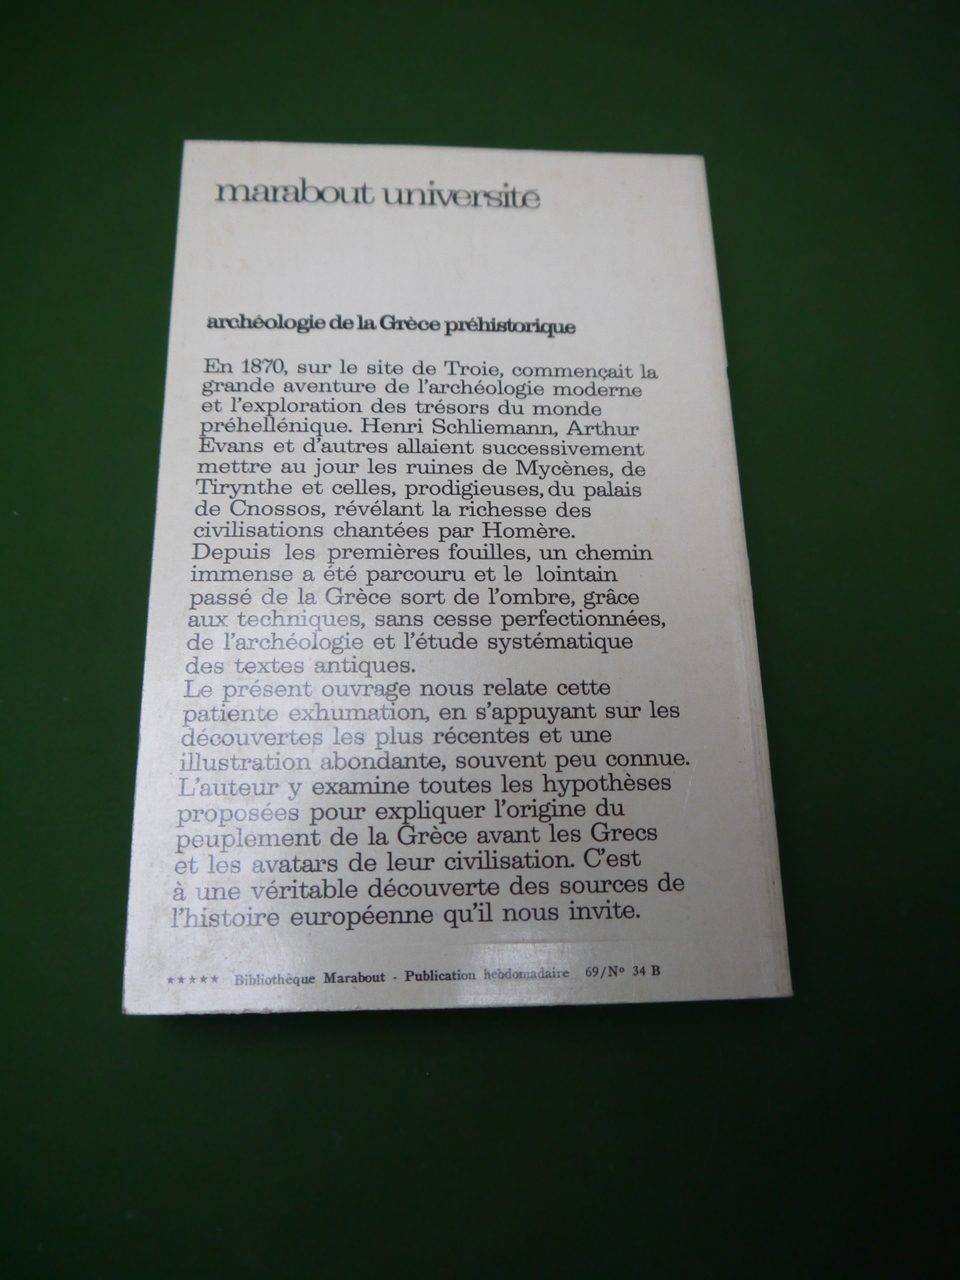 marabout université
archéologie de la Grèce préhistorique
En 1870, sur le site de Troie, commençait la
grande aventure de l'archéologie moderne
et l'exploration des trésors du monde
préhellénique. Henri Schliemann, Arthur
Evans et d'autres allaient successivement
mettre au jour les ruines de Mycènes, de
Tirynthe et celles, prodigieuses, du palais
de Cnossos, révélant la richesse des
civilisations chantées par Homère.
Depuis les premières fouilles, un chemin
immense a été parcouru et le lointain
passé de la Grèce sort de l'ombre, grâce
aux techniques, sans cesse perfectionnées,
de l'archéologie et l'étude systématique
des textes antiques.
Le présent ouvrage nous relate cette
patiente exhumation, en s'appuyant sur les
découvertes les plus récentes et une
illustration abondante, souvent peu connue.
L'auteur y examine toutes les hypothèses
proposées pour expliquer l'origine du
peuplement de la Grèce avant les Grecs
et les avatars de leur civilisation. C'est
à une véritable découverte des sources de
l'histoire européenne qu'il nous invite.
★★★★★ Bibliothèque Marabout - Publication hebdomadaire 69/Nº 34 B